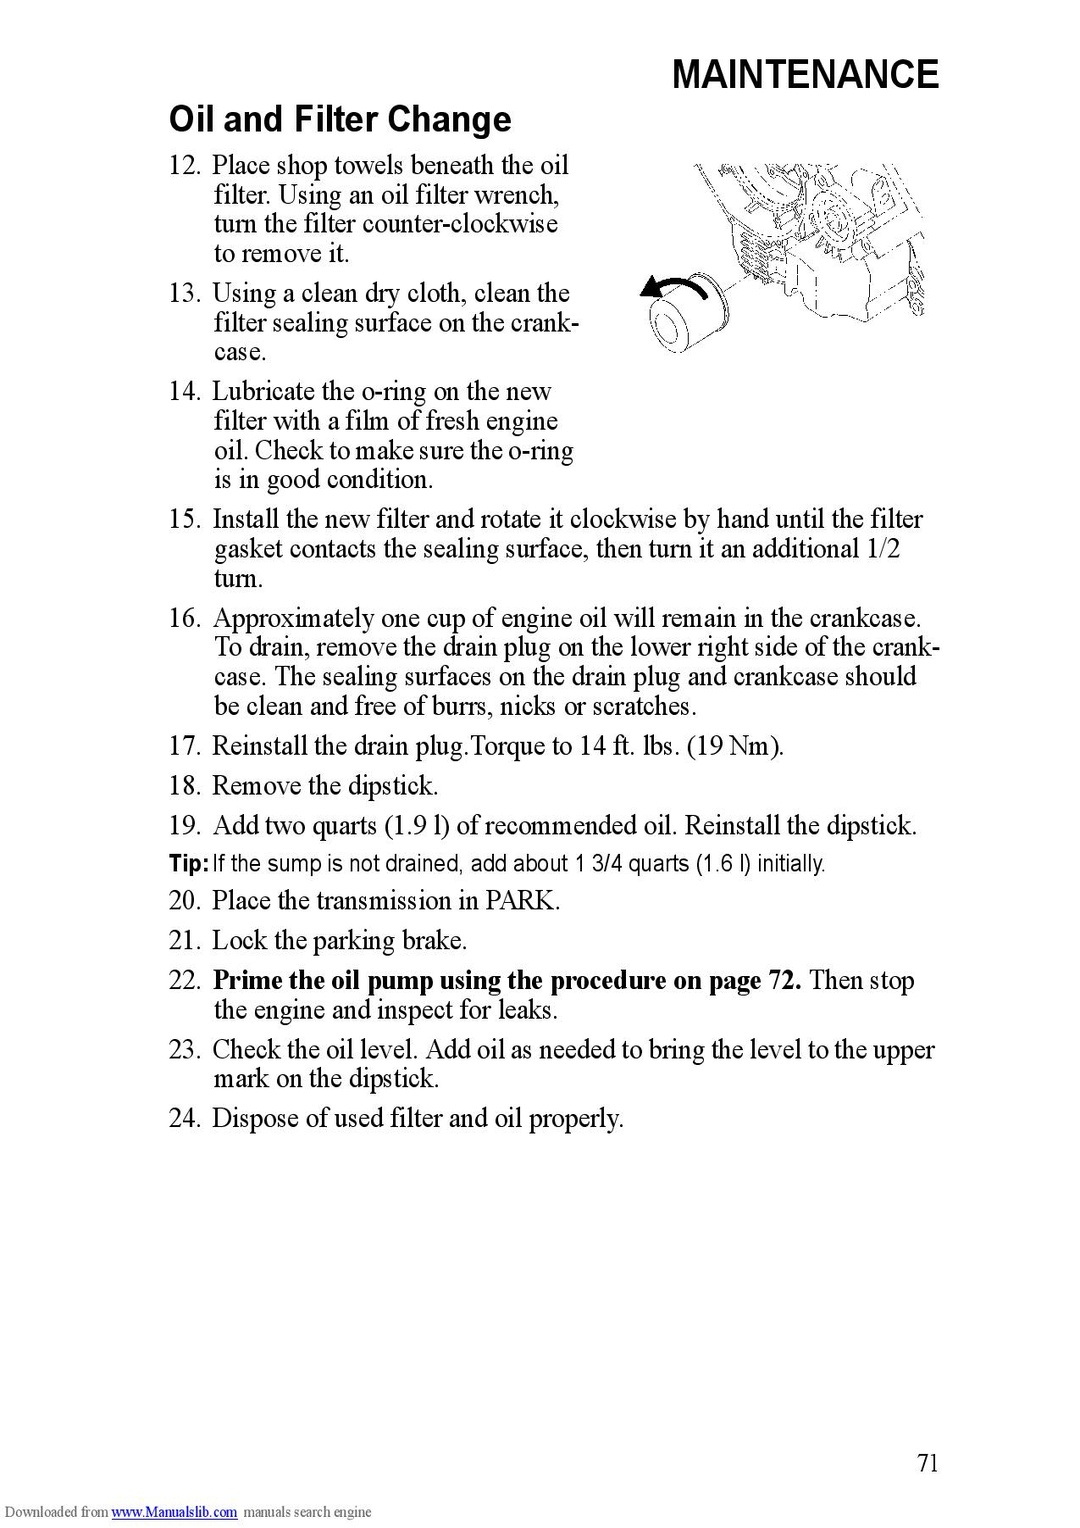 MAINTENANCE
Oil and Filter Change
12. Place shop towels beneath the oil
filter. Using an oil filter wrench,
turn the filter counter-clockwise
to remove it.
13. Using a clean dry cloth, clean the
filter sealing surface on the crank-
case.
14. Lubricate the o-ring on the new
filter with a film of fresh engine
oil. Check to make sure the o-ring
is in good condition.
15. Install the new filter and rotate it clockwise by hand until the filter
gasket contacts the sealing surface, then turn it an additional 1/2
turn.
16. Approximately one cup of engine oil will remain in the crankcase.
To drain, remove the drain plug on the lower right side of the crank-
case. The sealing surfaces on the drain plug and crankcase should
be clean and free of burrs, nicks or scratches.
17. Reinstall the drain plug.Torque to 14 ft. lbs. (19 Nm).
18. Remove the dipstick.
19. Add two quarts (1.9 l) of recommended oil. Reinstall the dipstick.
Tip: If the sump is not drained, add about 1 3/4 quarts (1.6 l) initially.
20. Place the transmission in PARK.
21. Lock the parking brake.
22. Prime the oil pump using the procedure on page 72. Then stop
the engine and inspect for leaks.
23. Check the oil level. Add oil as needed to bring the level to the upper
mark on the dipstick.
24. Dispose of used filter and oil properly.
71
Downloaded from www.Manualslib.com manuals search engine